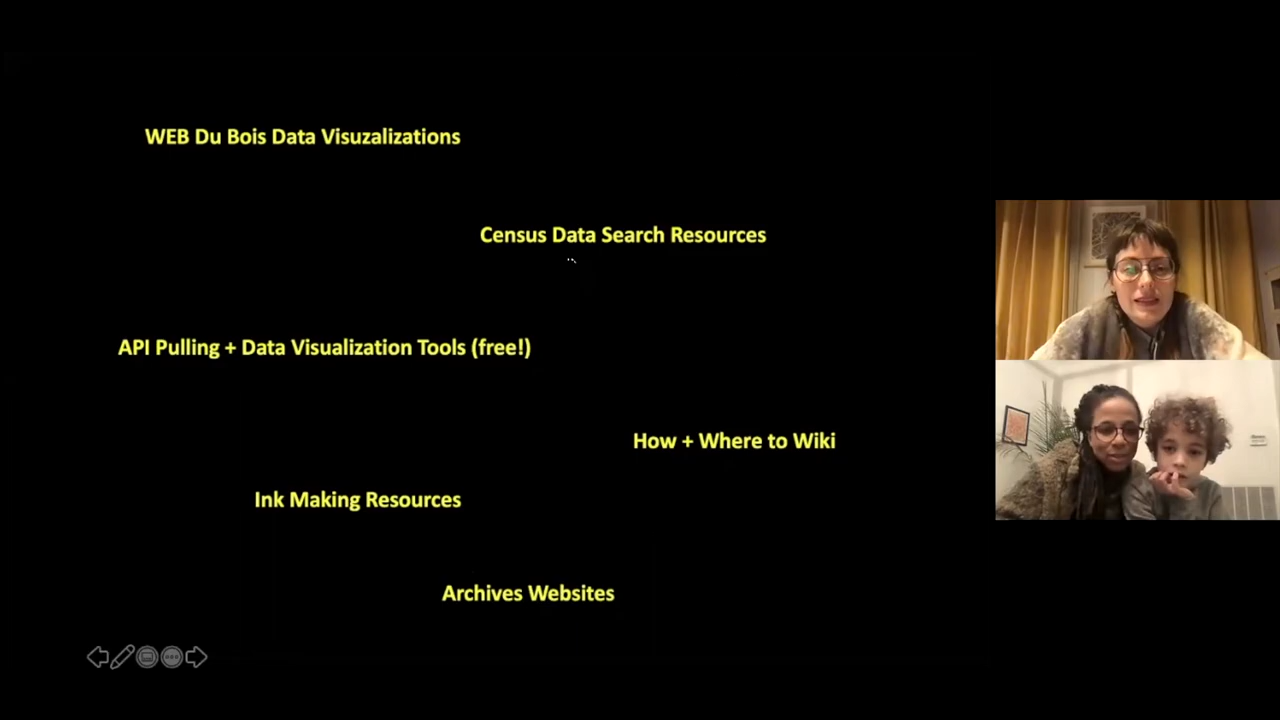 WEB Du Bois Data Visuzalizations
Census Data Search Resources
API Pulling + Data Visualization Tools (free!)
How + Where to Wiki
Ink Making Resources
Archives Websites